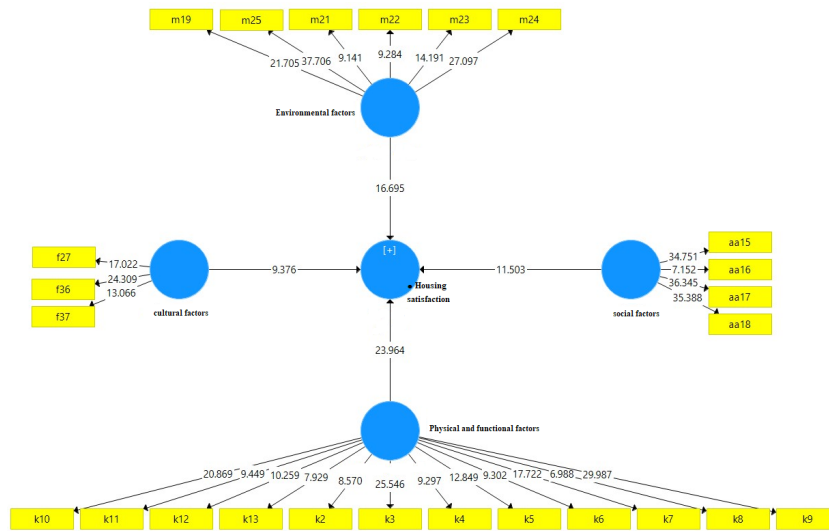 m19 m25 m21 m22 m23 m24
21.705 37.706 9.141 9.284 14.191 27.097
Environmental factors
16.695
[+]
f27
f36
f37
17.022
24.309
13.066
cultural factors
9.376
Housing
satisfaction
11.503
social factors
34.751
7.152
36.345
35.388
aa15
aa16
aa17
aa18
23.964
Physical and functional factors
20.869 9.449 10.259 7.929 8.570 25.546 9.297 12.849 9.302 17.722 6.988 29.987
k10 k11 k12 k13 k2 k3 k4 k5 k6 k7 k8 k9